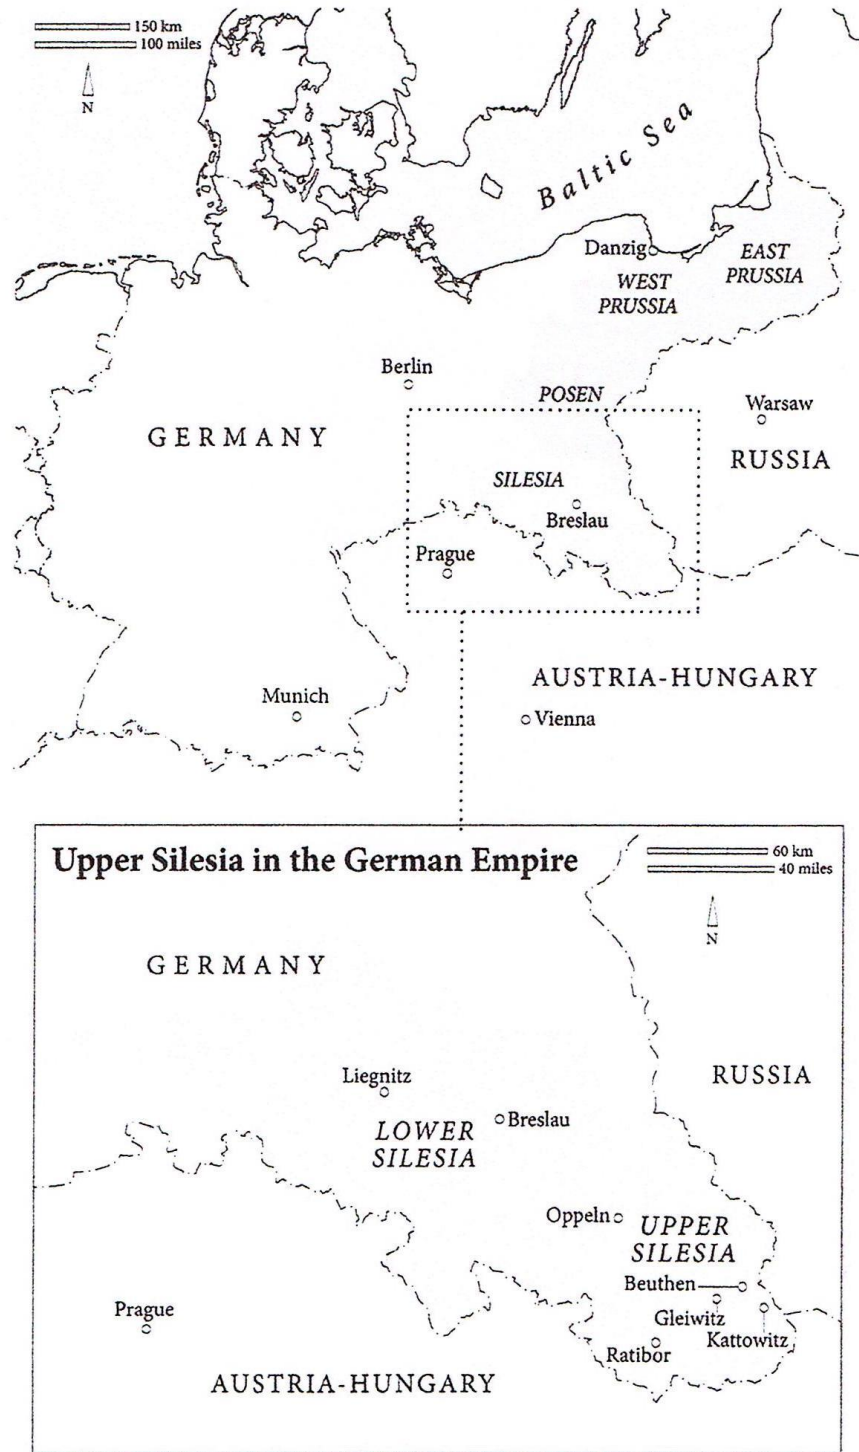 150 km
100 miles
N
Baltic Sea
Danzig
EAST
PRUSSIA
WEST
PRUSSIA
Berlin
POSEN
Warsaw
GERMANY
RUSSIA
SILESIA
Breslau
Prague
AUSTRIA-HUNGARY
Munich
Vienna
Upper Silesia in the German Empire
60 km
40 miles
N
GERMANY
RUSSIA
Liegnitz
Breslau
LOWER
SILESIA
Oppeln
UPPER
SILESIA
Beuthen
Gleiwitz
Kattowitz
Ratibor
Prague
AUSTRIA-HUNGARY